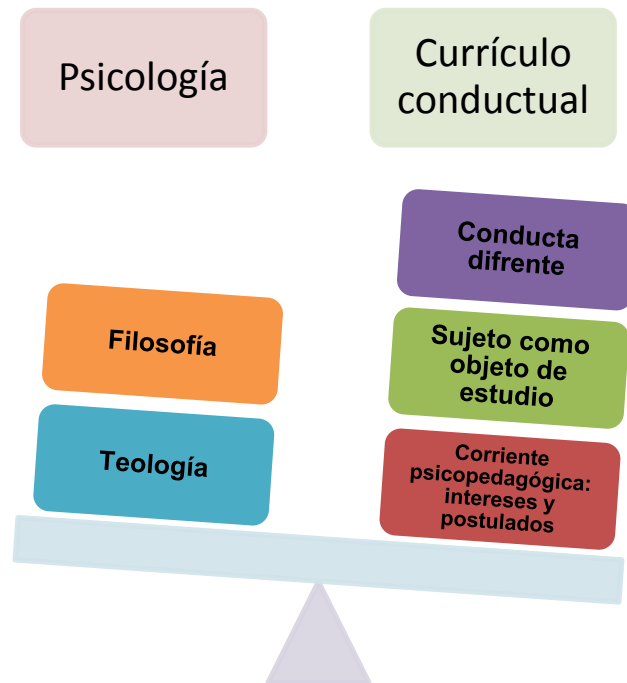 Psicología
Currículo
conductual
Filosofía
Teología
Conducta
difrente
Sujeto como
objeto de
estudio
Corriente
psicopedagógica:
intereses y
postulados